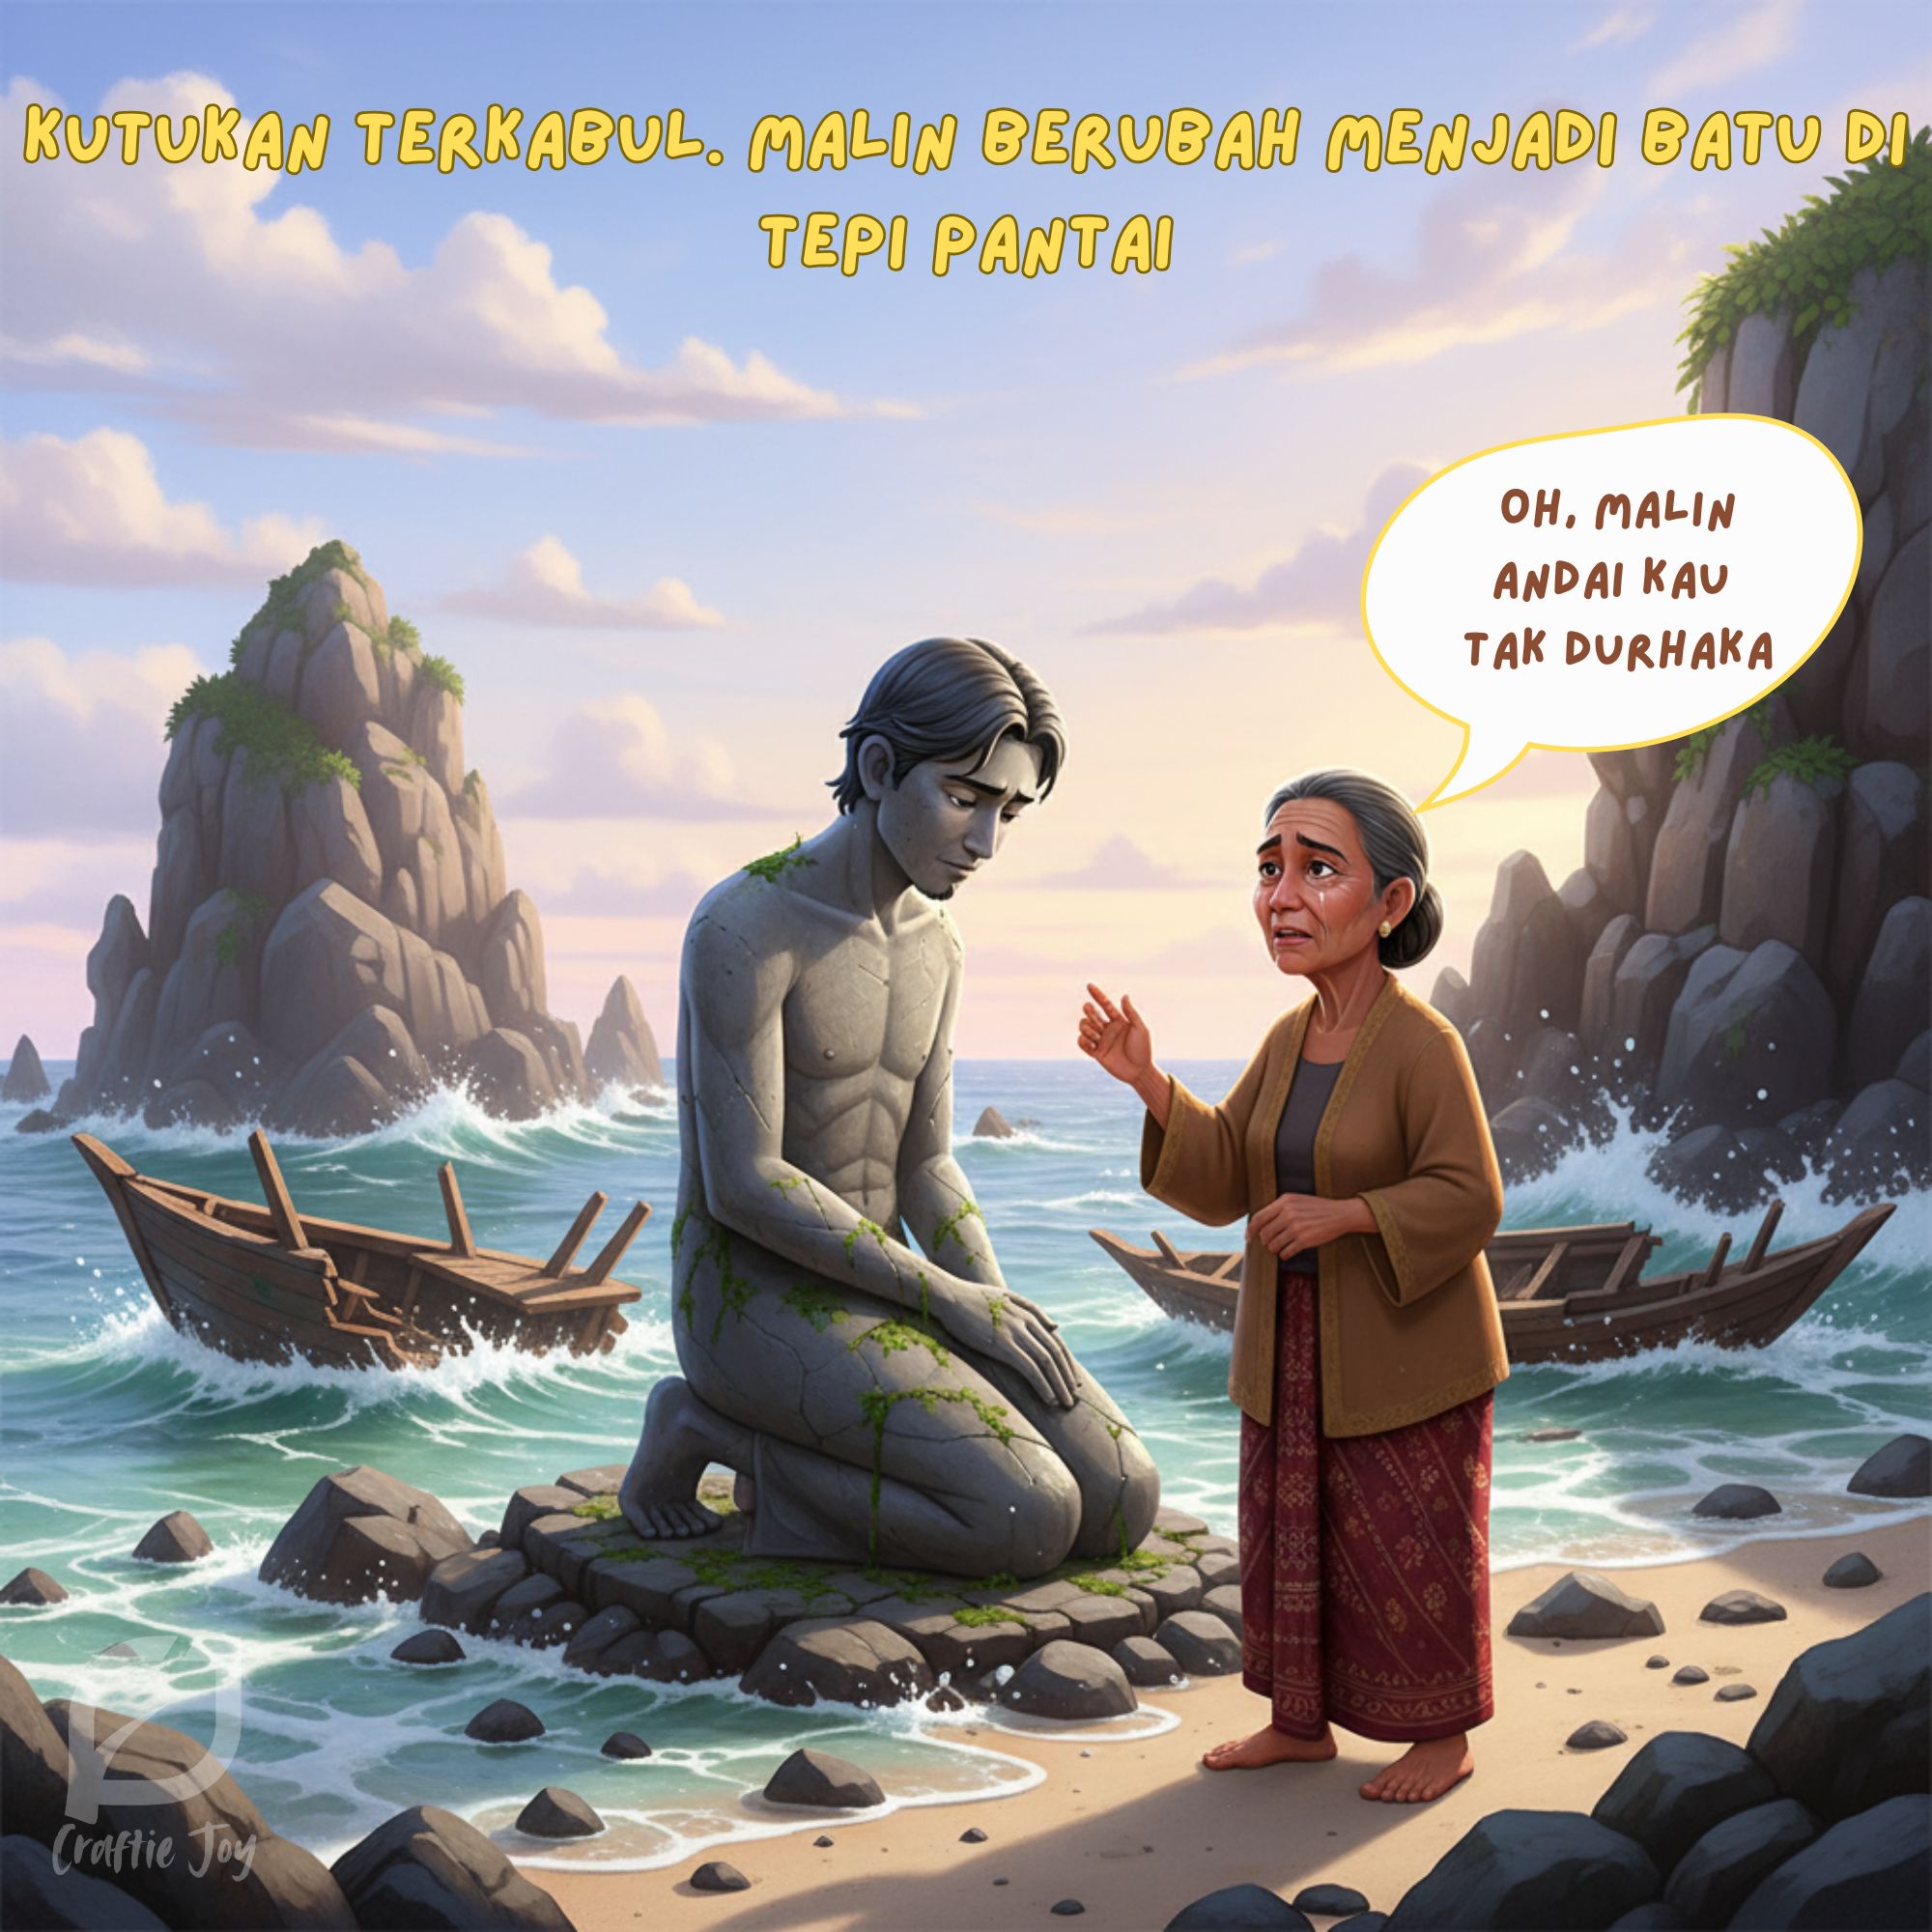 KUTUKAN TERKABUL. MALIN BERUBAH MENJADI BATU DI
TEPI PANTAI
OH, MALIN
ANDAI KAU
TAK DURHAKA
Craftie Joy